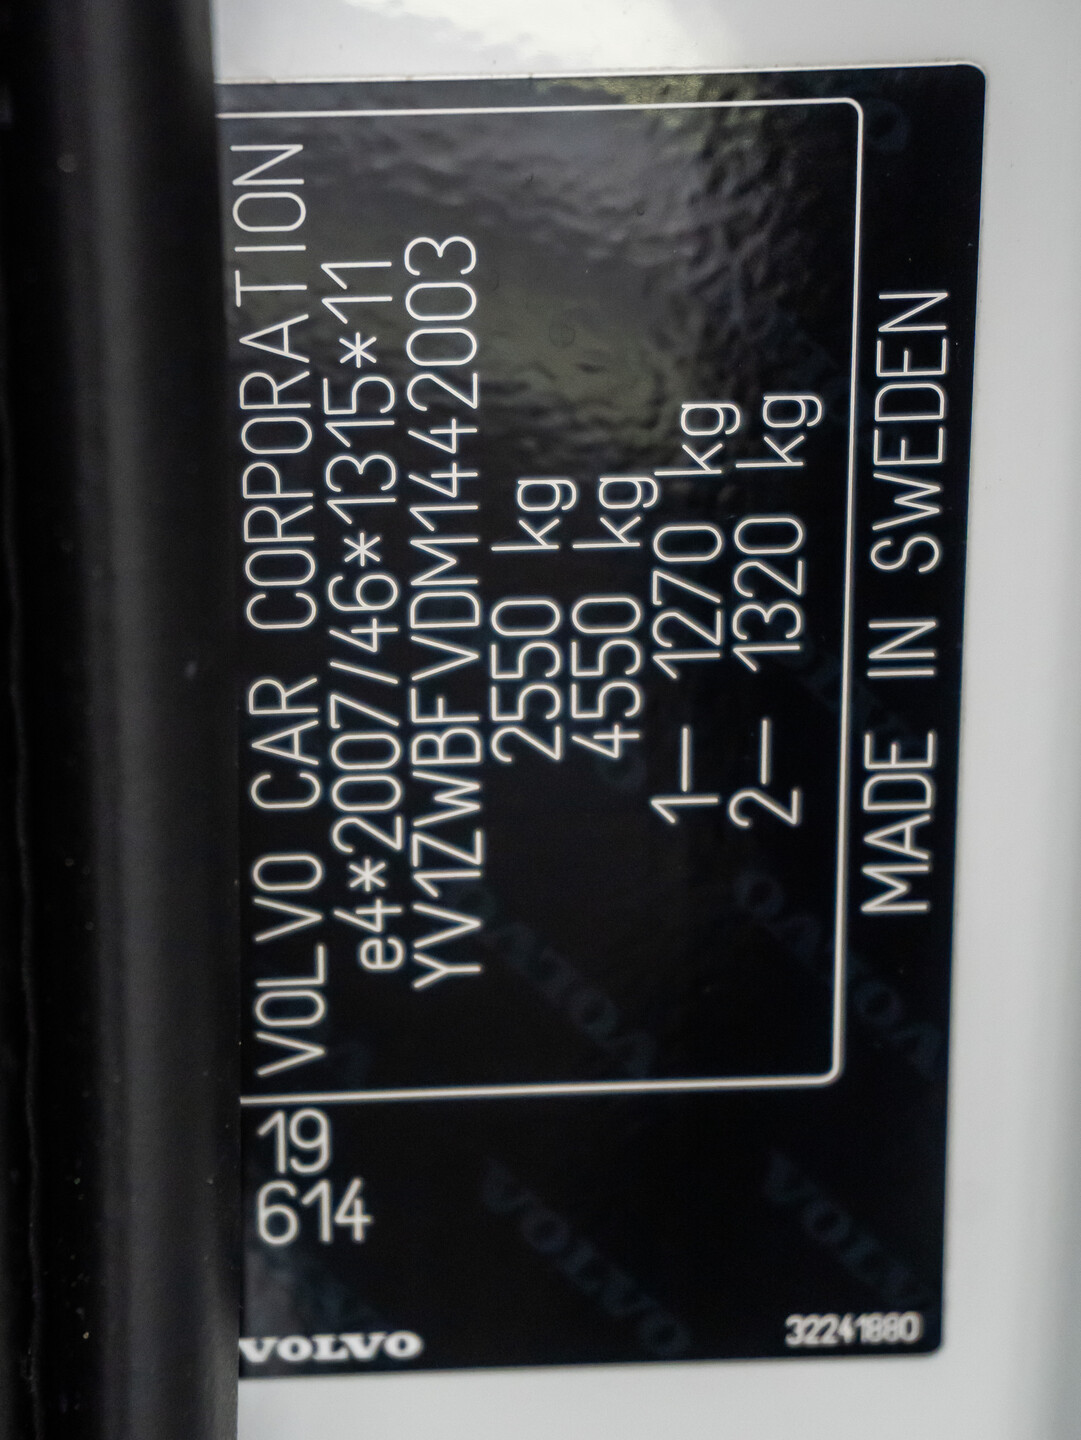 VOLVO CAR CORPORATION
e4*2007/46*1315*11
YV1ZWBFVDM1442003
2550 kg
4550 kg
1— 1270 kg
2— 1320 kg
MADE IN SWEDEN
19
614
VOLVO
32241880